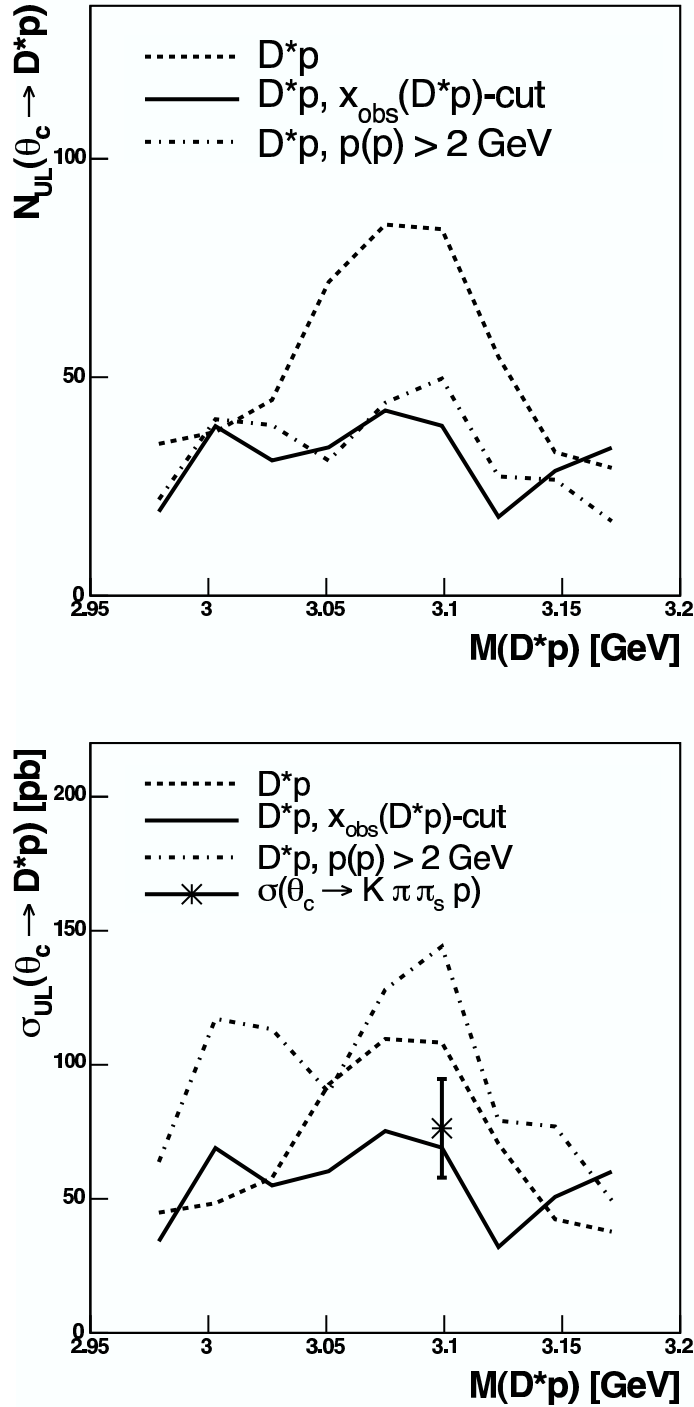 N_UL(θ_c → D*p)
D*p
D*p, x_obs(D*p)-cut
D*p, p(p) > 2 GeV
100
50
0
2.95 3 3.05 3.1 3.15 3.2
M(D*p) [GeV]
σ_UL(θ_c → D*p) [pb]
D*p
D*p, x_obs(D*p)-cut
D*p, p(p) > 2 GeV
σ(θ_c → K π π_s p)
200
150
100
50
0
2.95 3 3.05 3.1 3.15 3.2
M(D*p) [GeV]